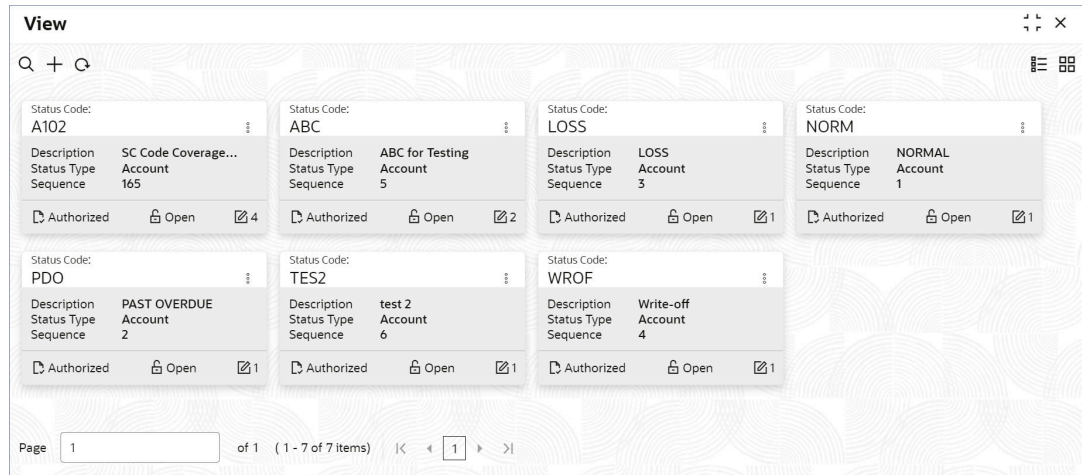 View
Status Code:
A102
Description SC Code Coverage...
Status Type Account
Sequence 165
Authorized Open 4
Status Code:
ABC
Description ABC for Testing
Status Type Account
Sequence 5
Authorized Open 2
Status Code:
LOSS
Description LOSS
Status Type Account
Sequence 3
Authorized Open 1
Status Code:
NORM
Description NORMAL
Status Type Account
Sequence 1
Authorized Open 1
Status Code:
PDO
Description PAST OVERDUE
Status Type Account
Sequence 2
Authorized Open 1
Status Code:
TES2
Description test 2
Status Type Account
Sequence 6
Authorized Open 1
Status Code:
WROF
Description Write-off
Status Type Account
Sequence 4
Authorized Open 1
Page 1 of 1 ( 1 - 7 of 7 items) 1